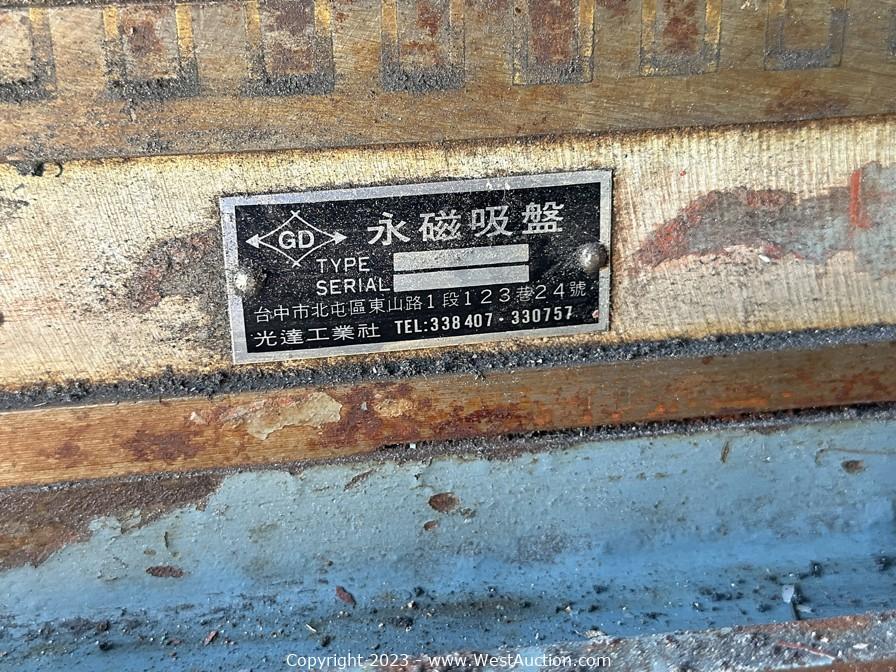 GD 永磁吸盤
TYPE
SERIAL
台中市北屯區東山路1段123巷24號
光達工業社 TEL:338407・330757
Copyright © 2023 - www.WestAuction.com